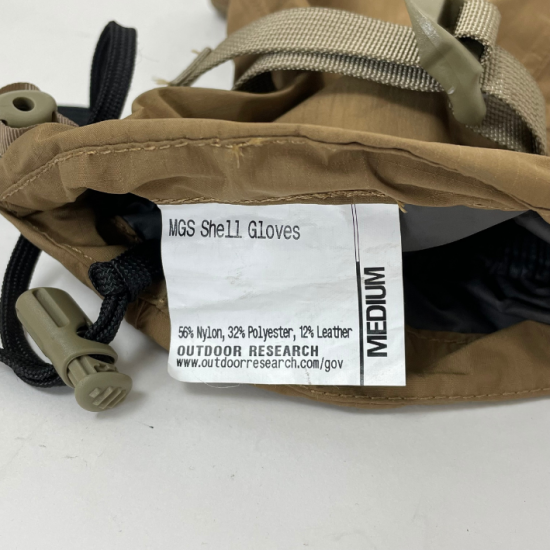 MGS Shell Gloves
56% Nylon, 32% Polyester, 12% Leather
OUTDOOR RESEARCH
www.outdoorresearch.com/gov
MEDIUM